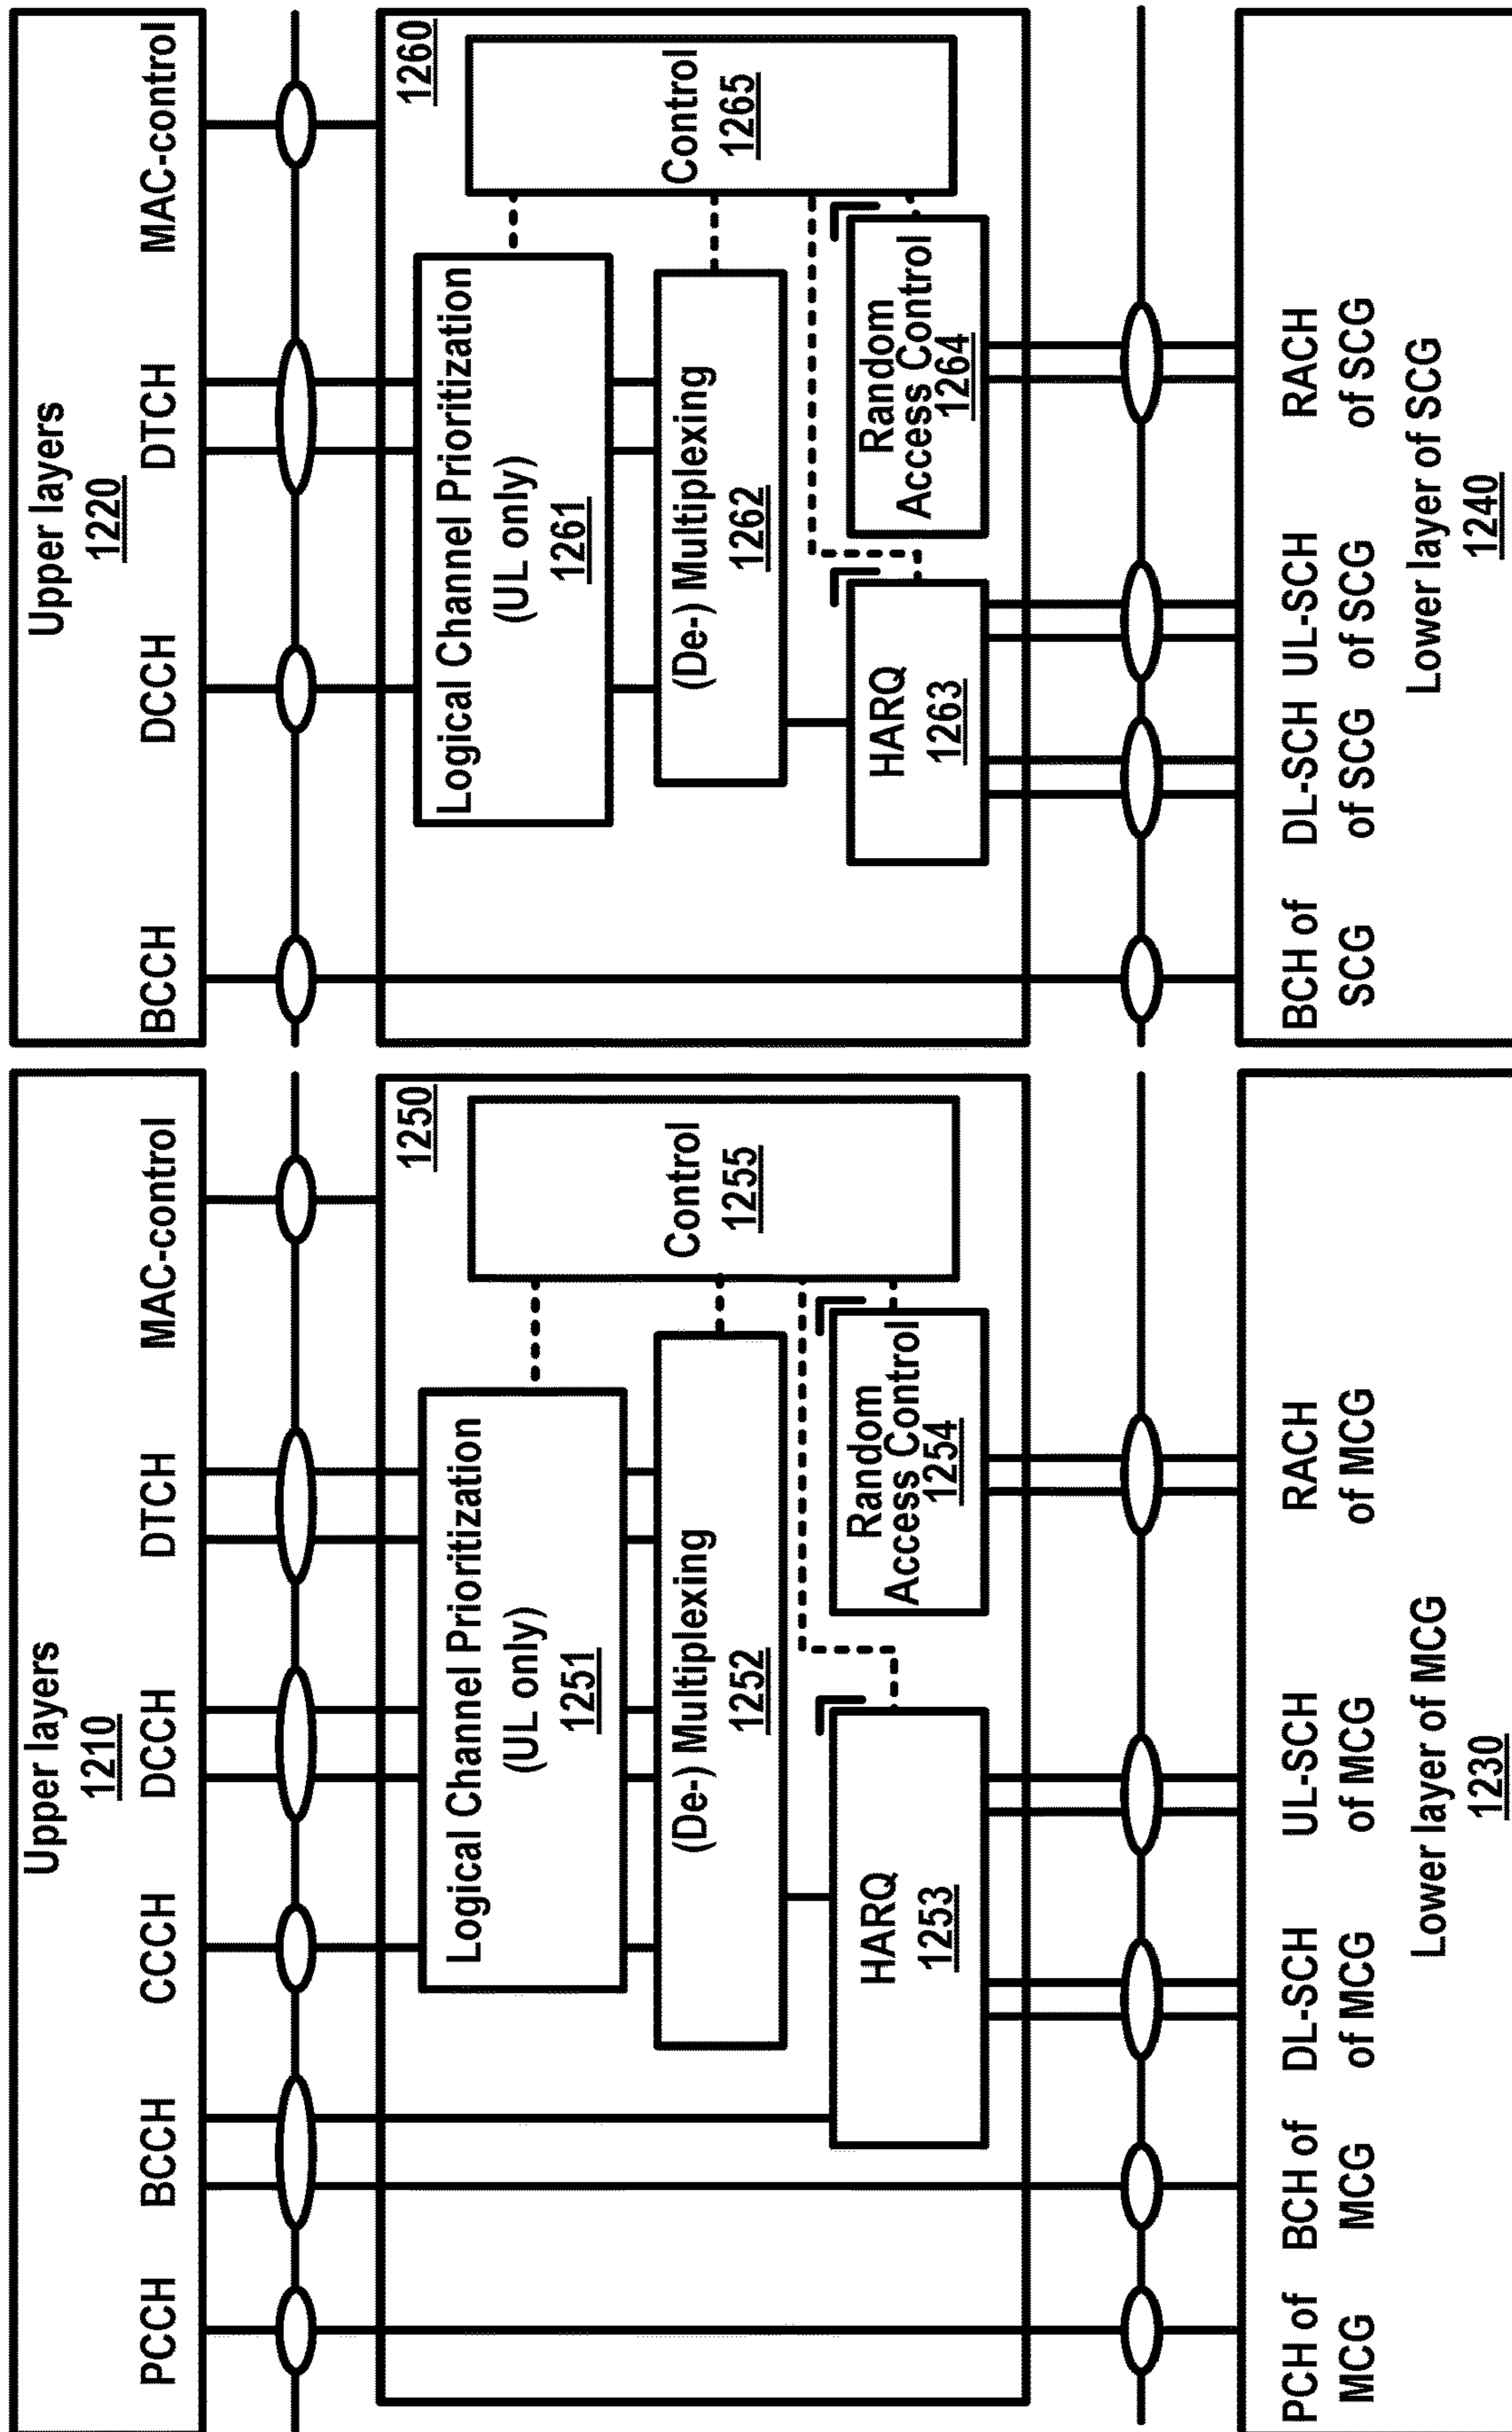 Upper layers
1210
PCCH
BCCH
CCCH
DCCH
DTCH
MAC-control
1250
Logical Channel Prioritization
(UL only)
1251
(De-) Multiplexing
1252
HARQ
1253
Random
Access Control
1254
Control
1255
PCH of
MCG
BCH of
MCG
DL-SCH
of MCG
UL-SCH
of MCG
RACH
of MCG
Lower layer of MCG
1230
Upper layers
1220
BCCH
DCCH
DTCH
MAC-control
1260
Logical Channel Prioritization
(UL only)
1261
(De-) Multiplexing
1262
HARQ
1263
Random
Access Control
1264
Control
1265
BCH of
SCG
DL-SCH
of SCG
UL-SCH
of SCG
RACH
of SCG
Lower layer of SCG
1240